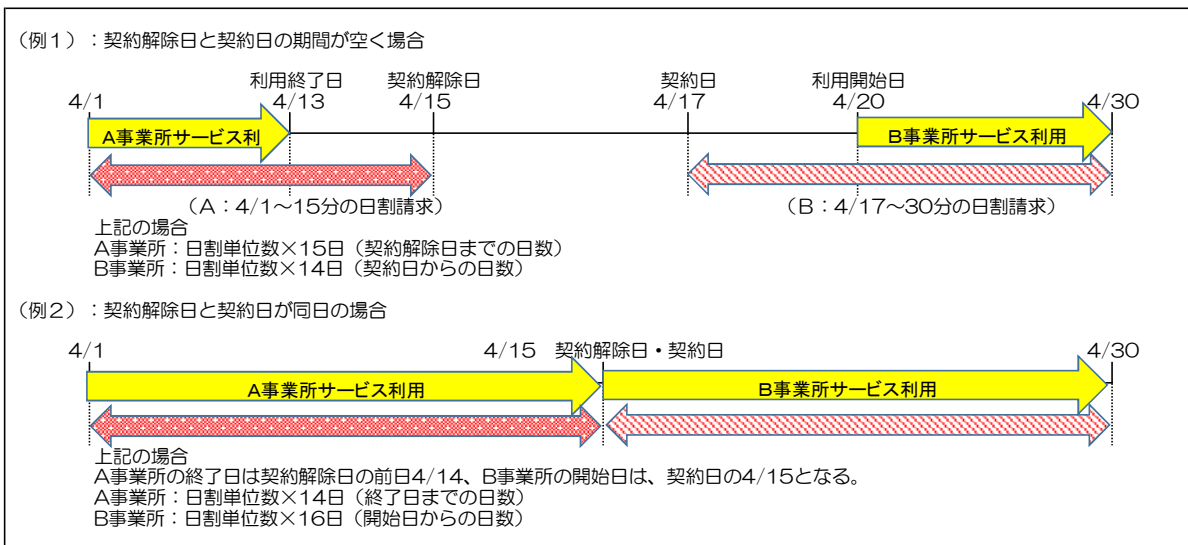 （例１）：契約解除日と契約日の期間が空く場合
利用終了日 契約解除日 契約日 利用開始日
４/１ ４/１３ ４/１５ ４/１７ ４/２０ ４/３０
A事業所サービス利 B事業所サービス利用
（A：４/１～１５分の日割請求） （B：４/１７～３０分の日割請求）
上記の場合
A事業所：日割単位数×１５日（契約解除日までの日数）
B事業所：日割単位数×１４日（契約日からの日数）
（例２）：契約解除日と契約日が同日の場合
４/１ ４/１５ 契約解除日・契約日 ４/３０
A事業所サービス利用 B事業所サービス利用
上記の場合
A事業所の終了日は契約解除日の前日４/１４、B事業所の開始日は、契約日の４/１５となる。
A事業所：日割単位数×１４日（終了日までの日数）
B事業所：日割単位数×１６日（開始日からの日数）